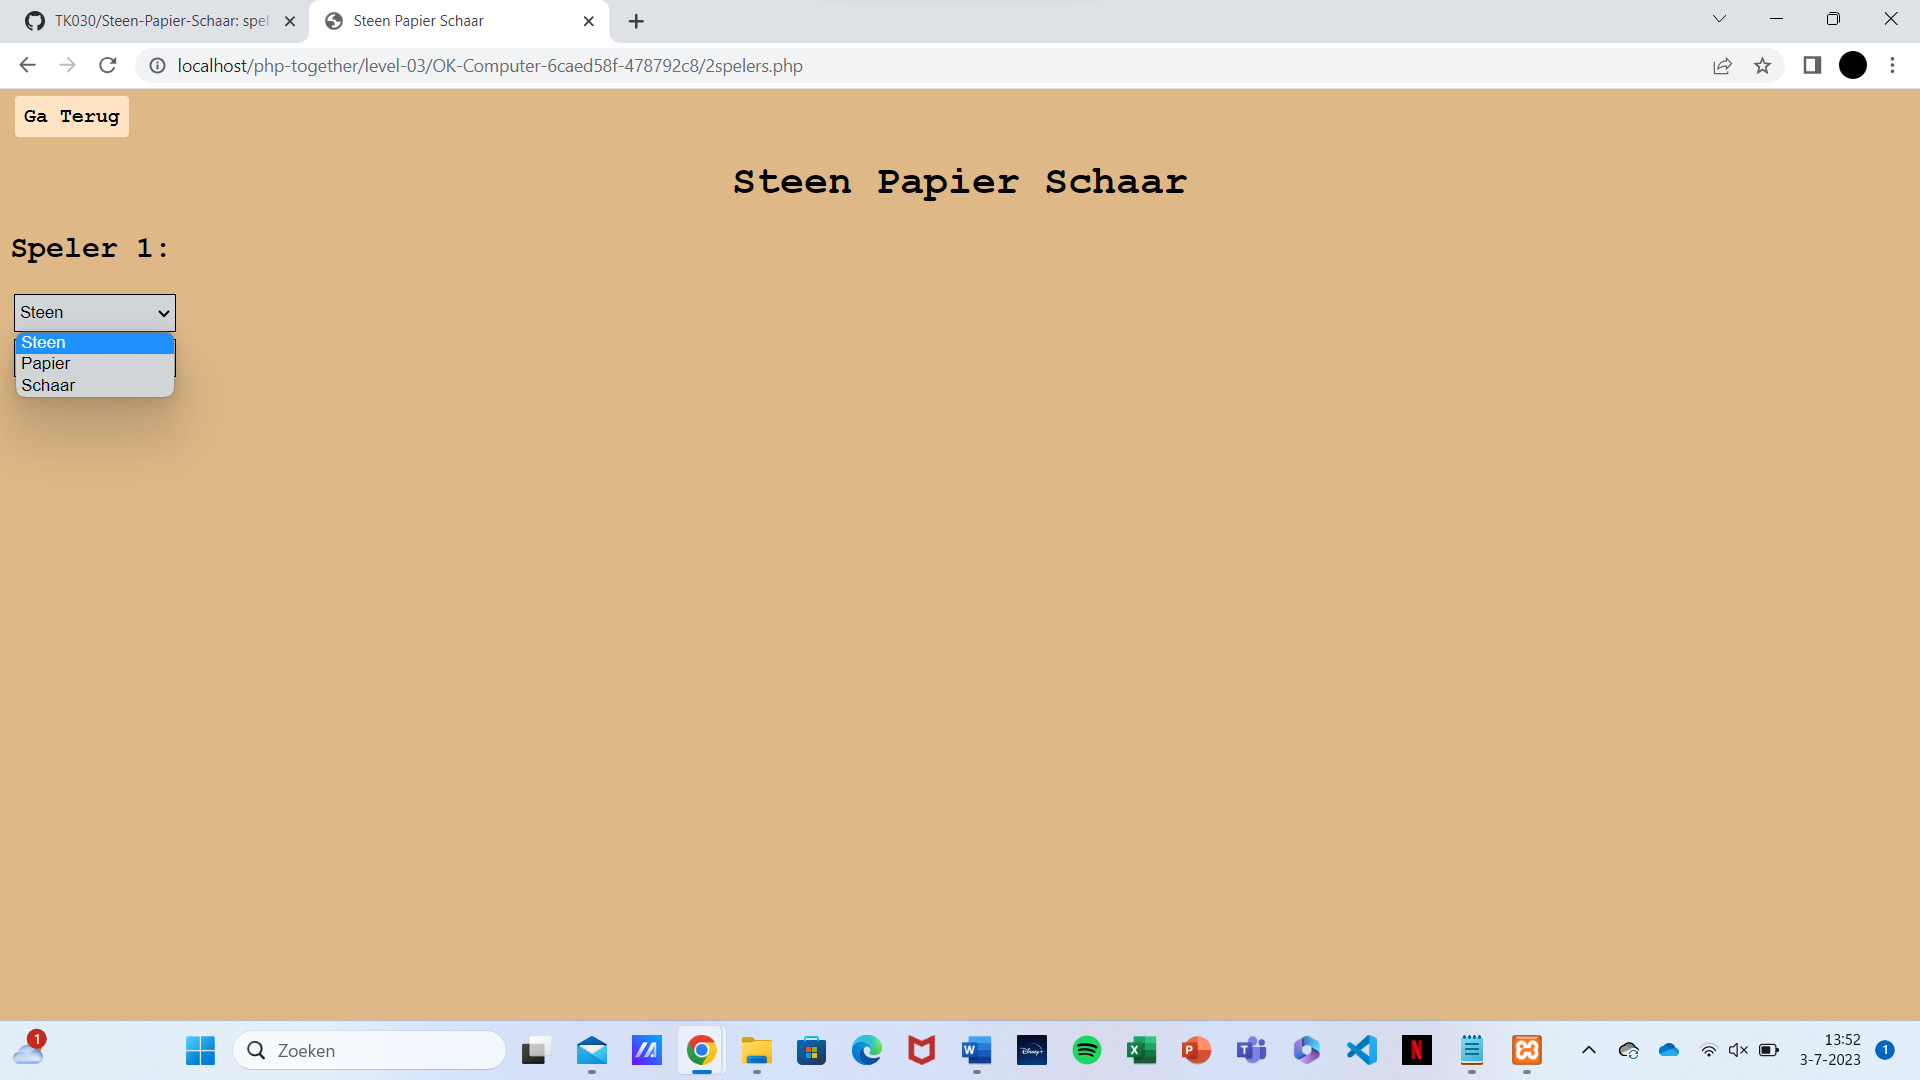 TK030/Steen-Papier-Schaar: spel
Steen Papier Schaar
localhost/php-together/level-03/OK-Computer-6caed58f-478792c8/2spelers.php
Ga Terug
Steen Papier Schaar
Speler 1:
Steen
Steen
Papier
Schaar
1
Zoeken
Disney+
13:52
3-7-2023
1